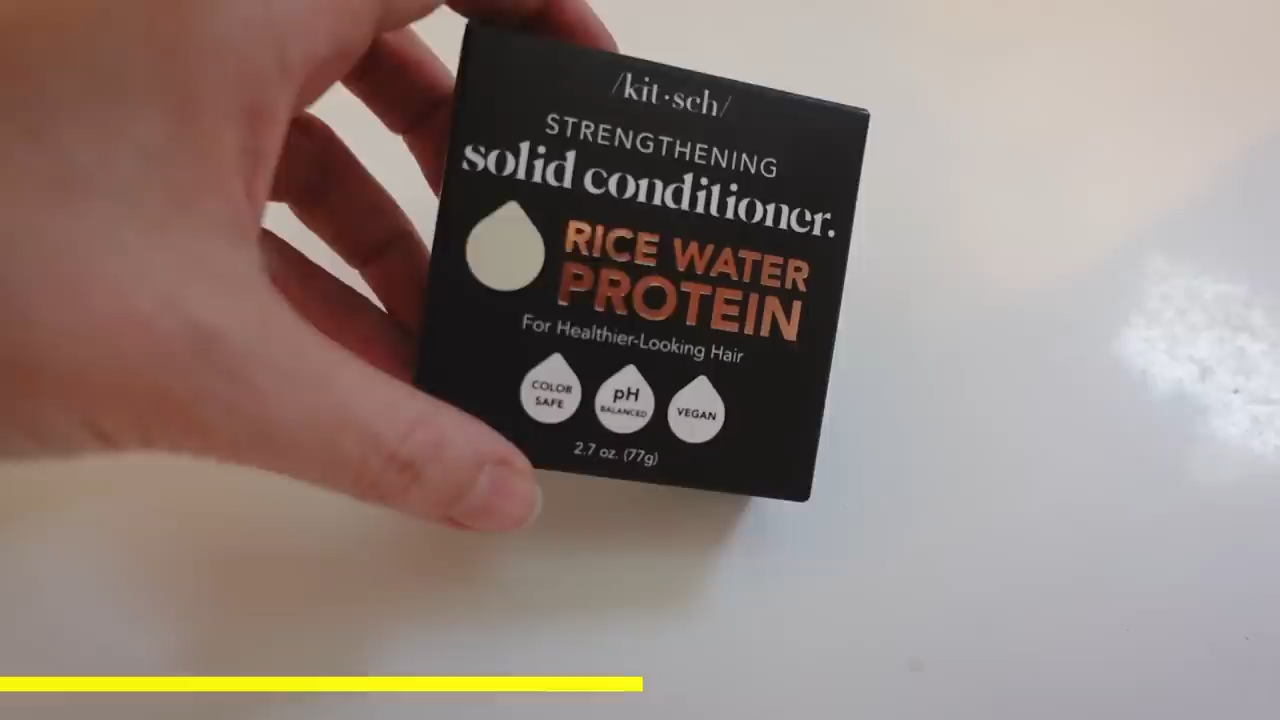 /kit·sch/
STRENGTHENING
solid conditioner.
RICE WATER
PROTEIN
For Healthier-Looking Hair
COLOR
SAFE
pH
BALANCED
VEGAN
2.7 oz. (77g)